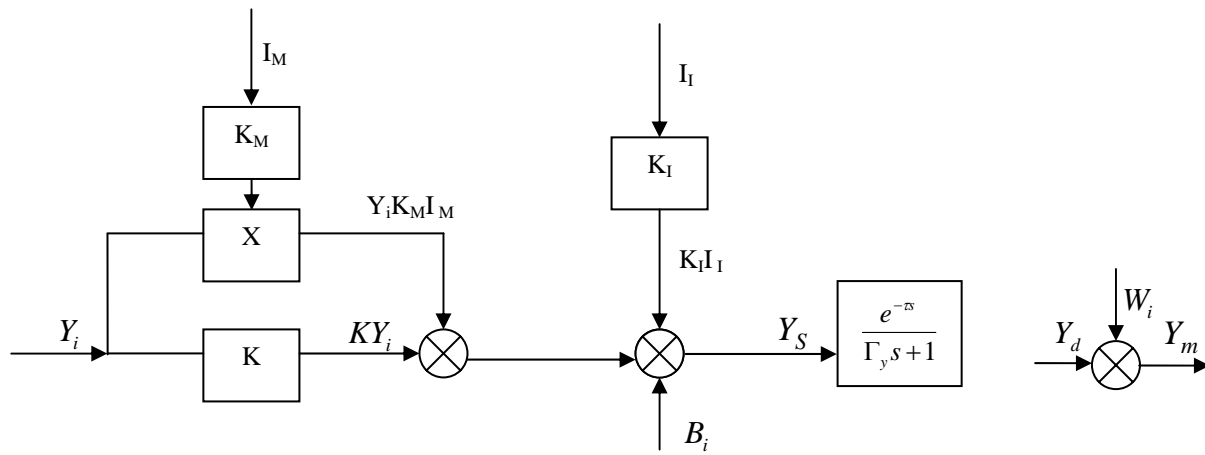 I_M
K_M
X
Y_iK_MI_M
Y_i
K
KY_i
I_I
K_I
K_II_I
B_i
Y_S
e^{-τs}
Γ_y s + 1
W_i
Y_d
Y_m